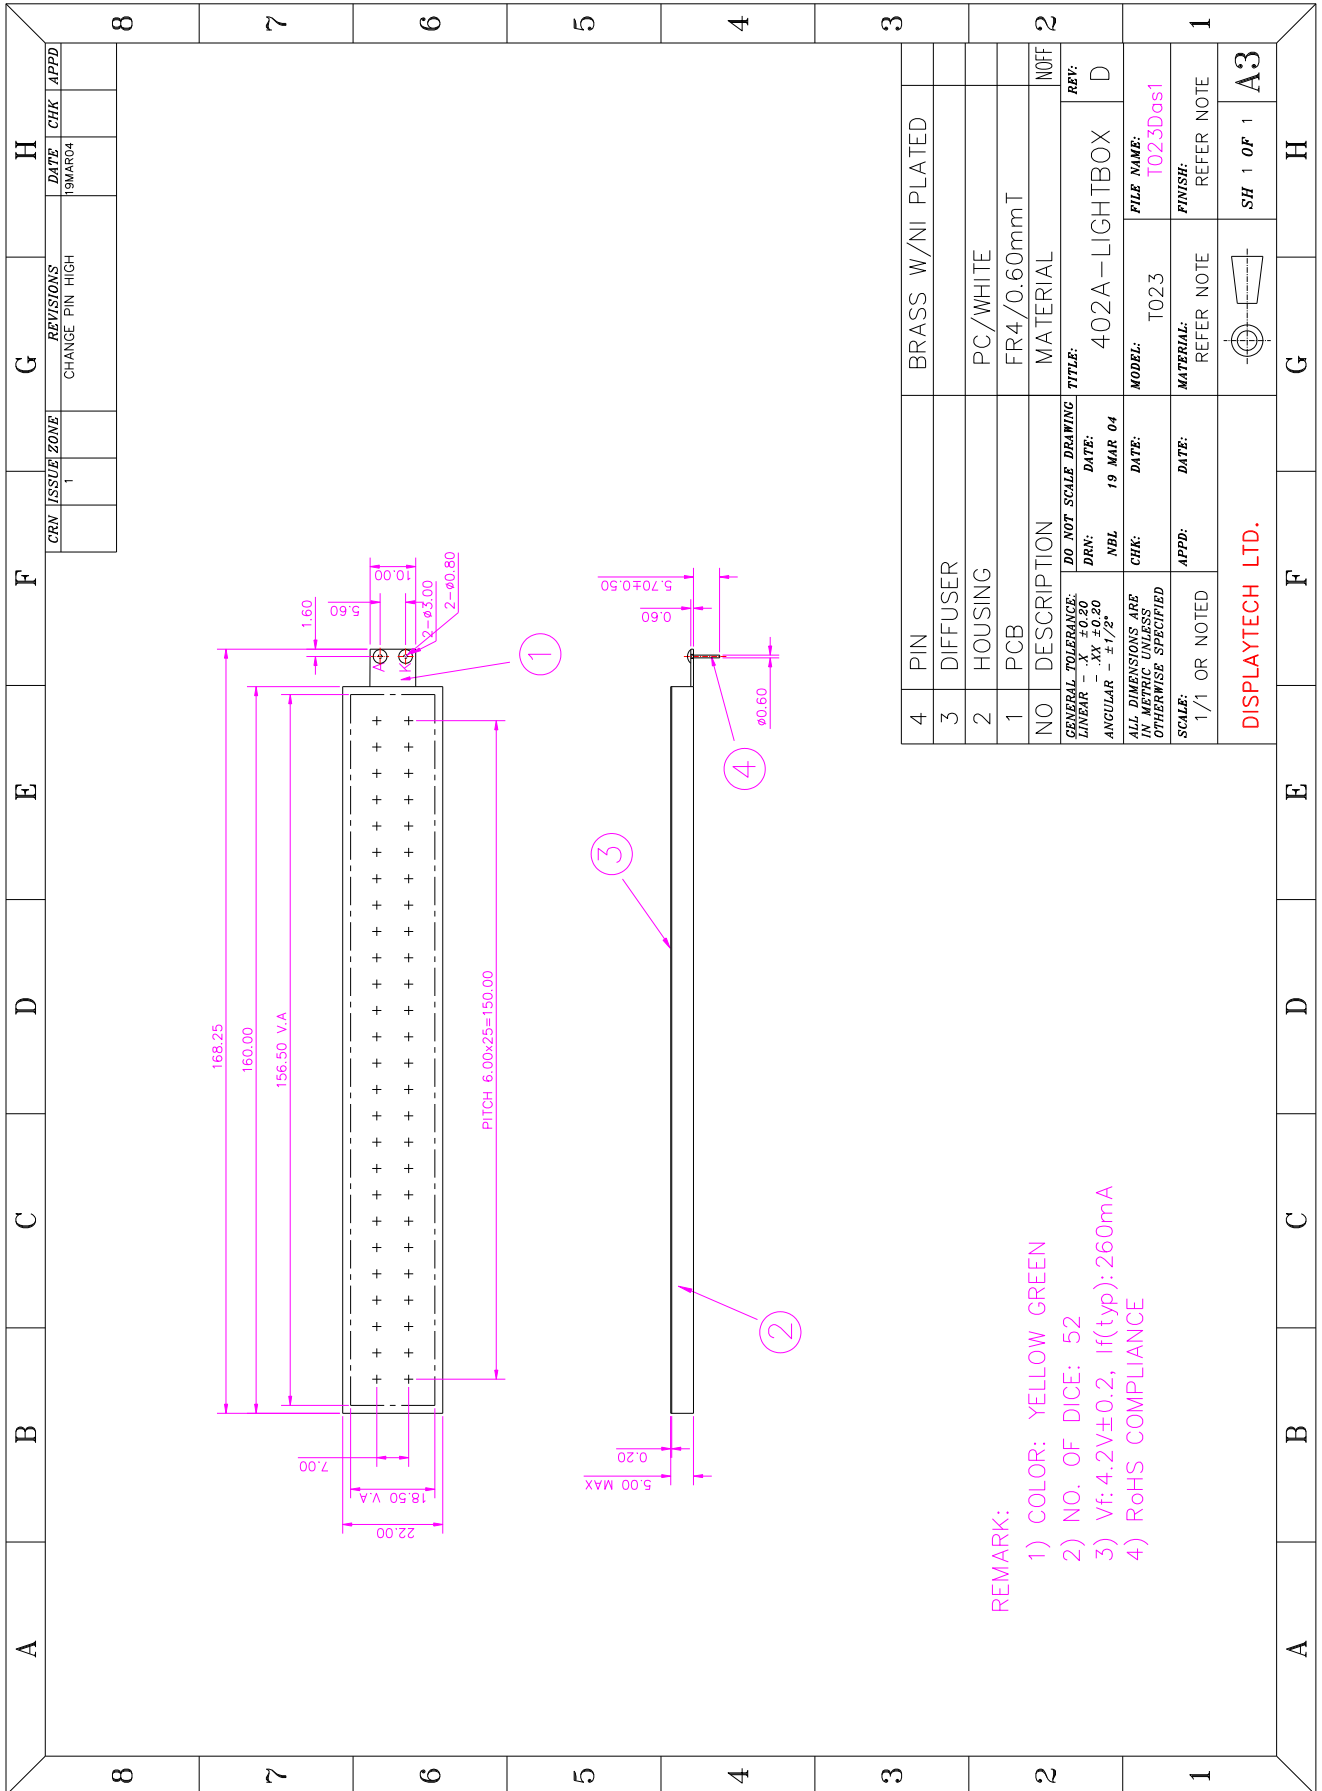 A B C D E F G H
8 7 6 5 4 3 2 1
CRN ISSUE ZONE REVISIONS DATE CHK APPD
1 CHANGE PIN HIGH 19MAR04
168.25
160.00
156.50 V.A
1.60
5.60
10.00
A
K
2-ø3.00
2-ø0.80
1
7.00
18.50 V.A
22.00
PITCH 6.00x25=150.00
3
0.60
5.70±0.50
ø0.60
4
0.20
5.00 MAX
2
REMARK:
1) COLOR: YELLOW GREEN
2) NO. OF DICE: 52
3) Vf: 4.2V±0.2, If(typ): 260mA
4) RoHS COMPLIANCE
4 PIN BRASS W/NI PLATED
3 DIFFUSER
2 HOUSING PC/WHITE
1 PCB FR4/0.60mmT
NO DESCRIPTION MATERIAL NOFF
GENERAL TOLERANCE:
LINEAR - .X ±0.20
- .XX ±0.20
ANGULAR - ±1/2°
ALL DIMENSIONS ARE
IN METRIC UNLESS
OTHERWISE SPECIFIED
SCALE:
1/1 OR NOTED
DO NOT SCALE DRAWING
DRN: DATE:
NBL 19 MAR 04
CHK: DATE:
APPD: DATE:
TITLE:
402A-LIGHTBOX
REV:
D
MODEL:
T023
FILE NAME:
T023Das1
MATERIAL:
REFER NOTE
FINISH:
REFER NOTE
DISPLAYTECH LTD.
SH 1 OF 1
A3
8 7 6 5 4 3 2 1
A B C D E F G H